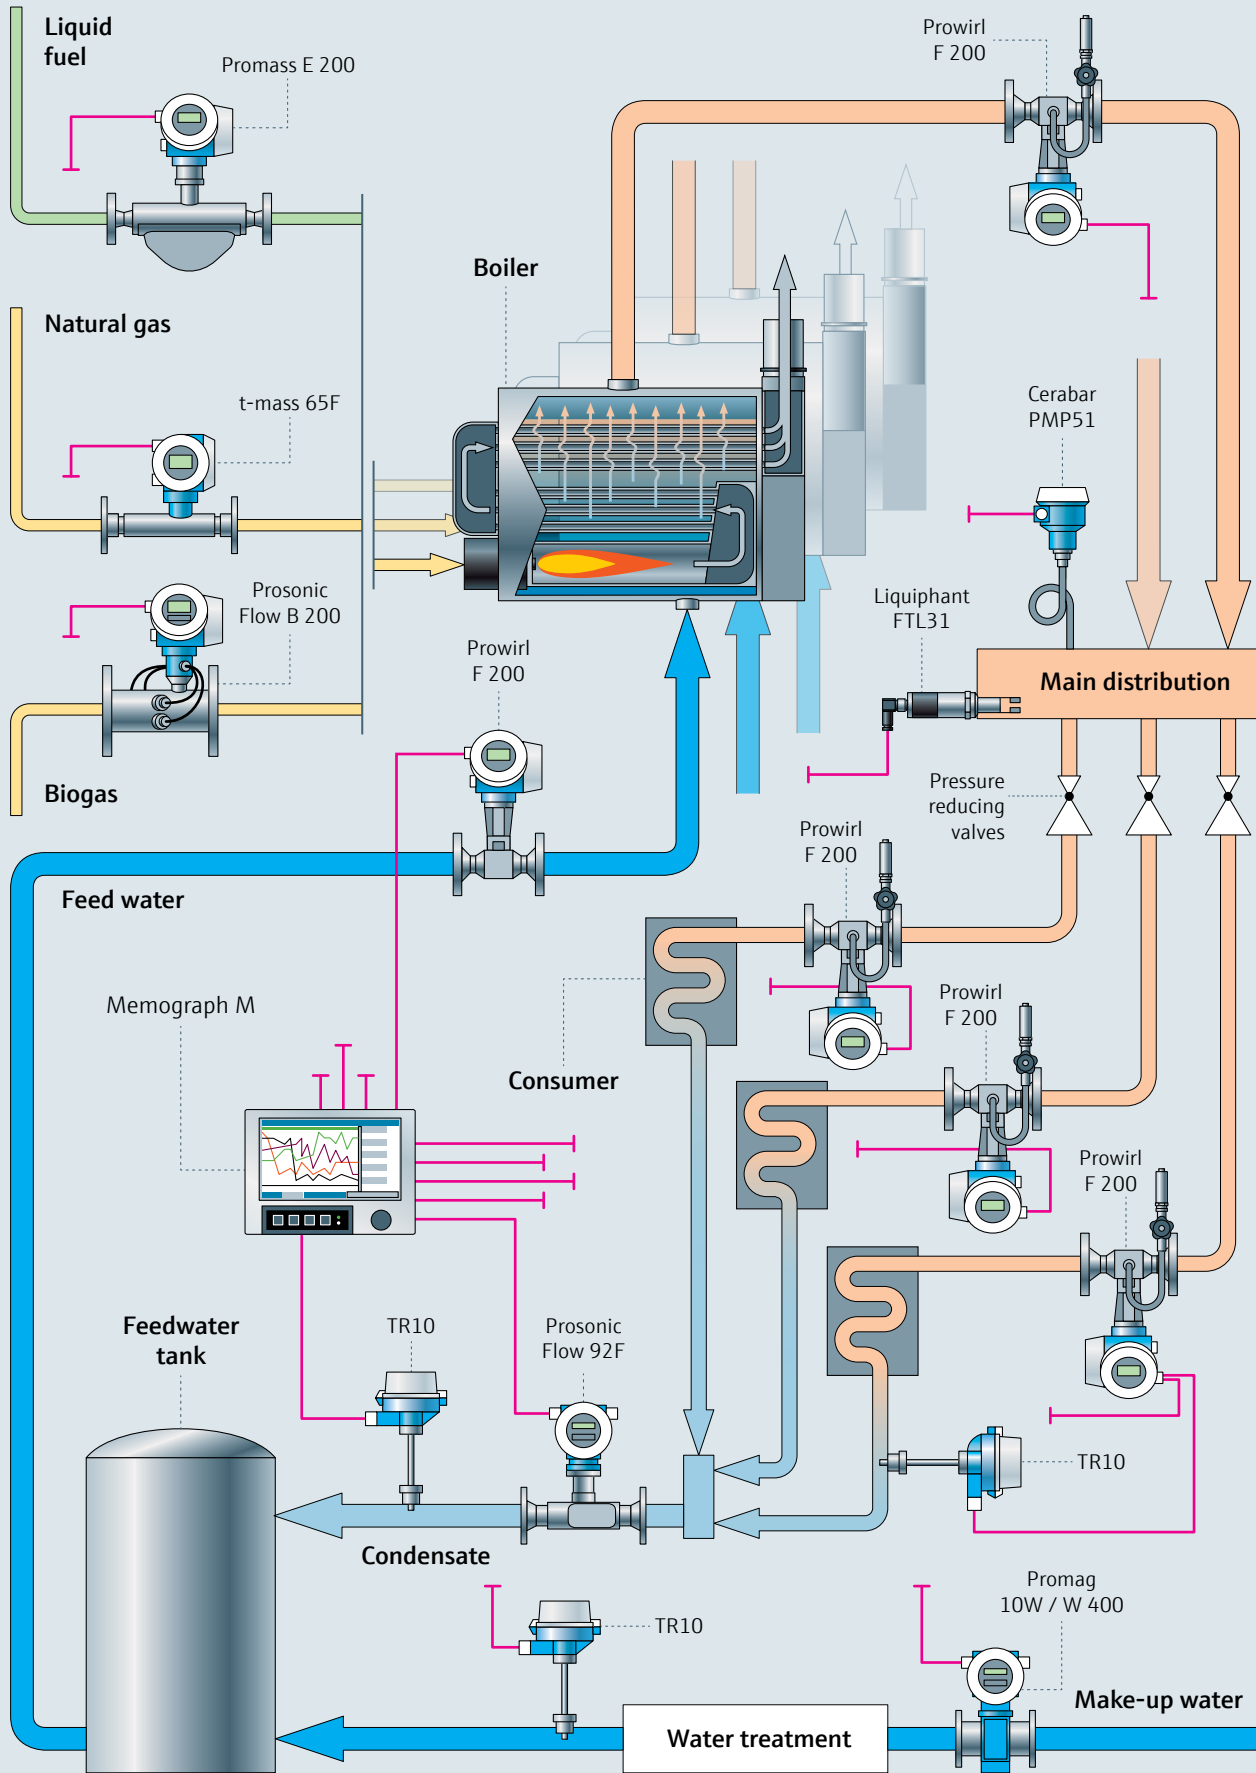 Liquid
fuel
Promass E 200
Prowirl
F 200
Boiler
Natural gas
t-mass 65F
Cerabar
PMP51
Prosonic
Flow B 200
Liquiphant
FTL31
Prowirl
F 200
Main distribution
Biogas
Pressure
reducing
valves
Prowirl
F 200
Feed water
Memograph M
Prowirl
F 200
Consumer
Prowirl
F 200
Feedwater
tank
TR10
Prosonic
Flow 92F
TR10
Condensate
Promag
10W / W 400
TR10
Make-up water
Water treatment